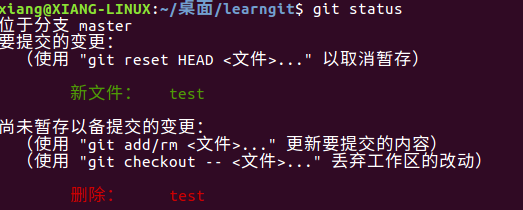 xiang@XIANG-LINUX:~/桌面/learngit$ git status
位于分支 master
要提交的变更：
（使用 "git reset HEAD <文件>..." 以取消暂存）
新文件： test
尚未暂存以备提交的变更：
（使用 "git add/rm <文件>..." 更新要提交的内容）
（使用 "git checkout -- <文件>..." 丢弃工作区的改动）
删除： test